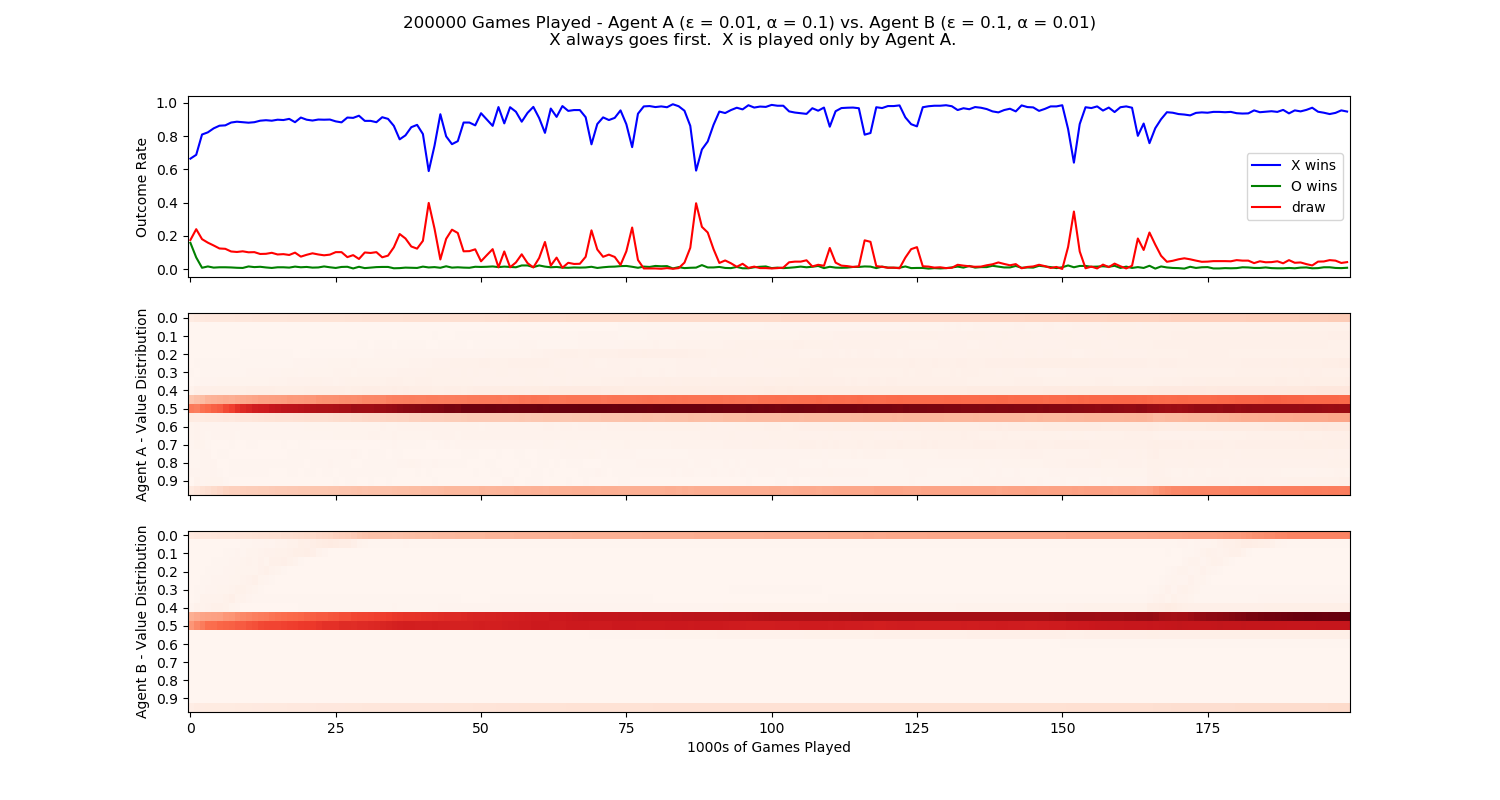 200000 Games Played - Agent A (ε = 0.01, α = 0.1) vs. Agent B (ε = 0.1, α = 0.01)
X always goes first.  X is played only by Agent A.
Outcome Rate
1.0
0.8
0.6
0.4
0.2
0.0
X wins
O wins
draw
Agent A - Value Distribution
0.0
0.1
0.2
0.3
0.4
0.5
0.6
0.7
0.8
0.9
Agent B - Value Distribution
0.0
0.1
0.2
0.3
0.4
0.5
0.6
0.7
0.8
0.9
0 25 50 75 100 125 150 175
1000s of Games Played